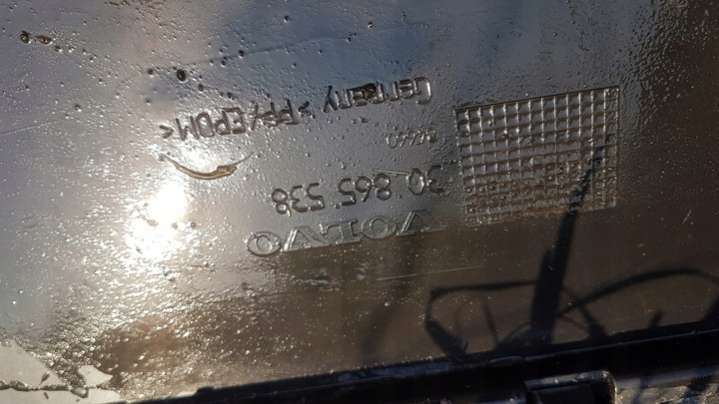 VOLVO
30 865 538
Germany >PP/EPDM<